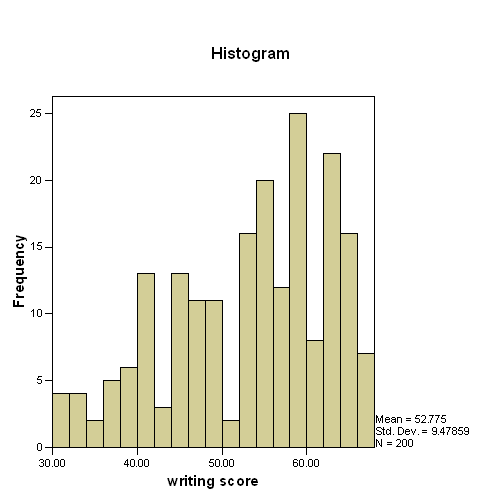 Histogram
Frequency
25
20
15
10
5
0
30.00 40.00 50.00 60.00
writing score
Mean = 52.775
Std. Dev. = 9.47859
N = 200